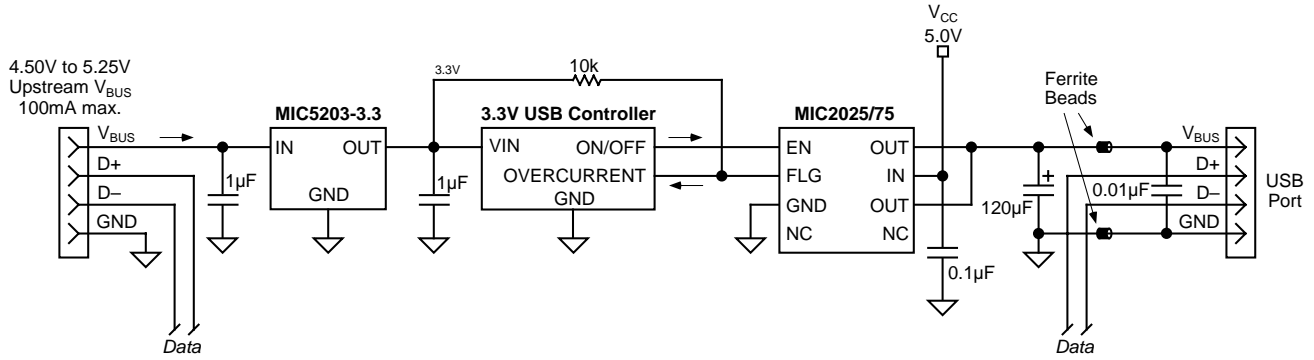 4.50V to 5.25V
Upstream VBUS
100mA max.
VBUS
D+
D–
GND
Data
1µF
MIC5203-3.3
IN
OUT
GND
1µF
3.3V
10k
3.3V USB Controller
VIN
ON/OFF
OVERCURRENT
GND
MIC2025/75
EN
OUT
FLG
IN
GND
OUT
NC
NC
VCC
5.0V
0.1µF
120µF
+
Ferrite
Beads
0.01µF
VBUS
D+
D–
GND
USB
Port
Data